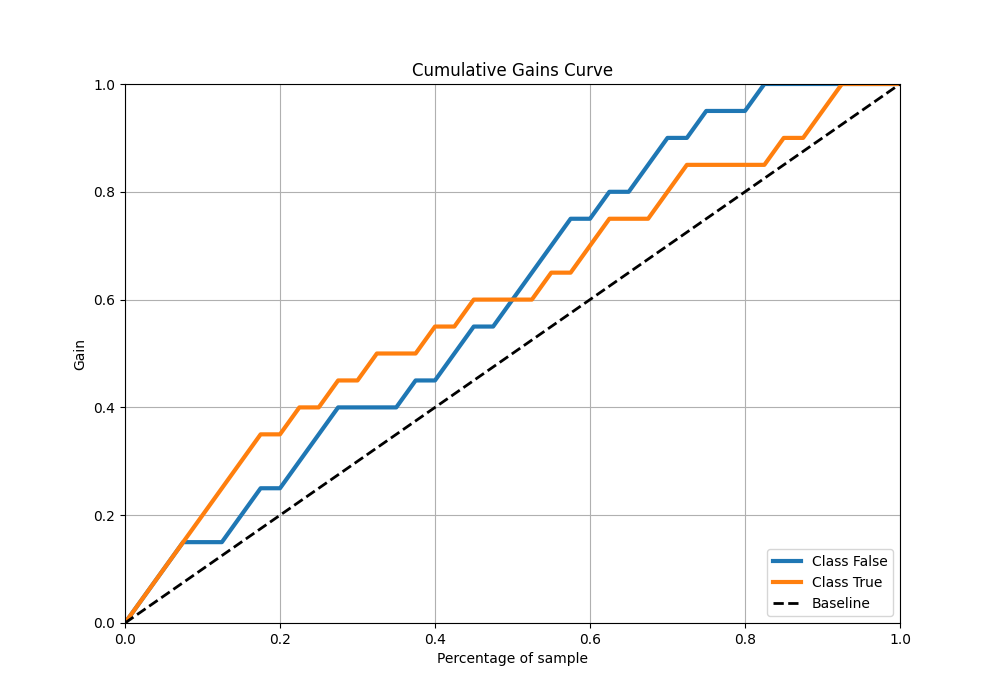 Cumulative Gains Curve
1.0
0.8
0.6
0.4
0.2
0.0
Gain
0.0 0.2 0.4 0.6 0.8 1.0
Percentage of sample
Class False
Class True
Baseline